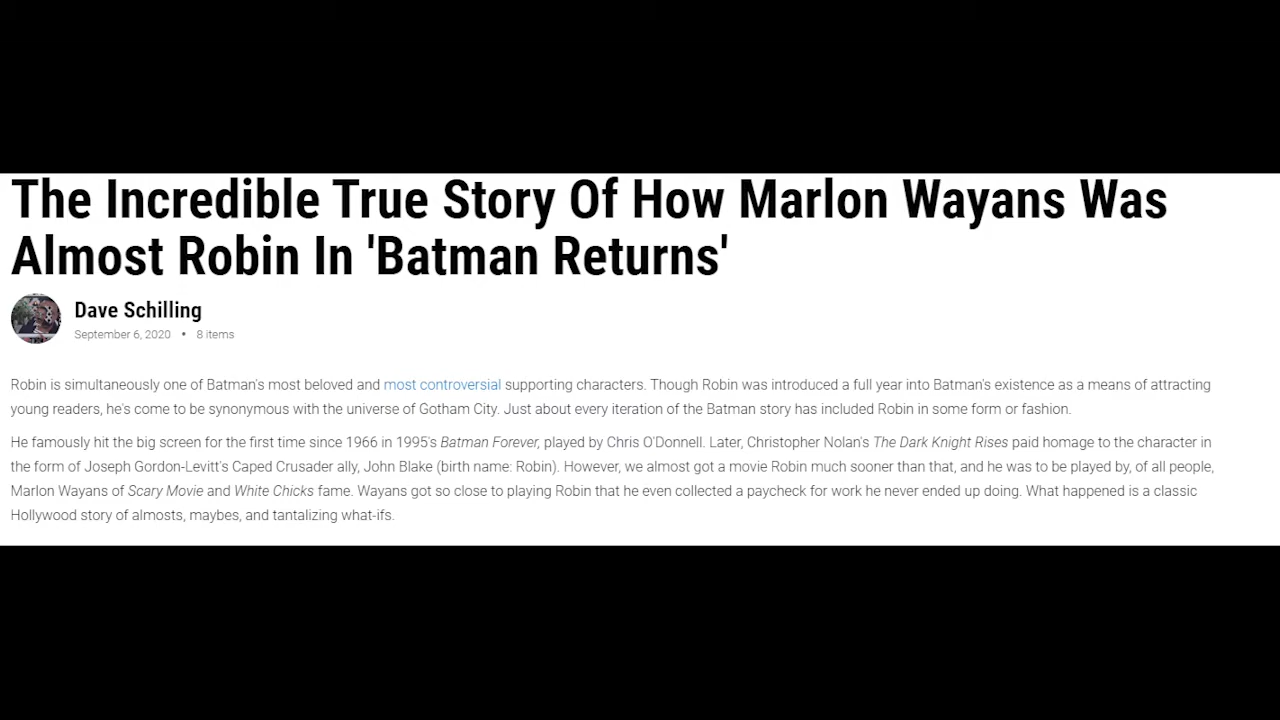 The Incredible True Story Of How Marlon Wayans Was
Almost Robin In 'Batman Returns'
Dave Schilling
September 6, 2020 • 8 items
Robin is simultaneously one of Batman's most beloved and most controversial supporting characters. Though Robin was introduced a full year into Batman's existence as a means of attracting
young readers, he's come to be synonymous with the universe of Gotham City. Just about every iteration of the Batman story has included Robin in some form or fashion.
He famously hit the big screen for the first time since 1966 in 1995's Batman Forever, played by Chris O'Donnell. Later, Christopher Nolan's The Dark Knight Rises paid homage to the character in
the form of Joseph Gordon-Levitt's Caped Crusader ally, John Blake (birth name: Robin). However, we almost got a movie Robin much sooner than that, and he was to be played by, of all people,
Marlon Wayans of Scary Movie and White Chicks fame. Wayans got so close to playing Robin that he even collected a paycheck for work he never ended up doing. What happened is a classic
Hollywood story of almosts, maybes, and tantalizing what-ifs.